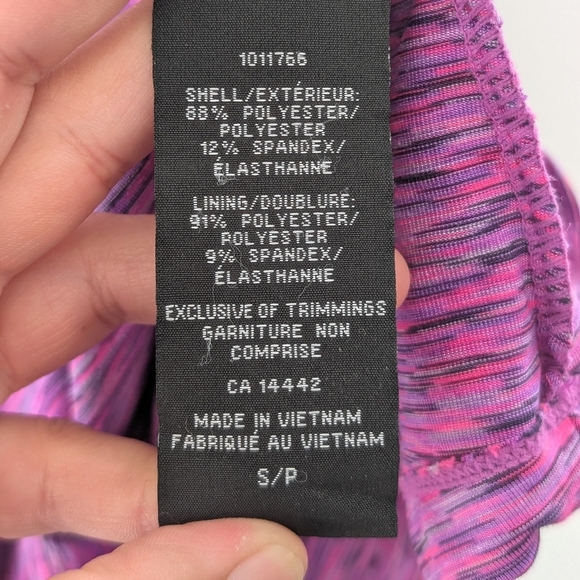 1011766
SHELL/EXTÉRIEUR:
88% POLYESTER/
POLYESTER
12% SPANDEX/
ÉLASTHANNE
LINING/DOUBLURE:
91% POLYESTER/
POLYESTER
9% SPANDEX/
ÉLASTHANNE
EXCLUSIVE OF TRIMMINGS
GARNITURE NON
COMPRISE
CA 14442
MADE IN VIETNAM
FABRIQUÉ AU VIETNAM
S/P